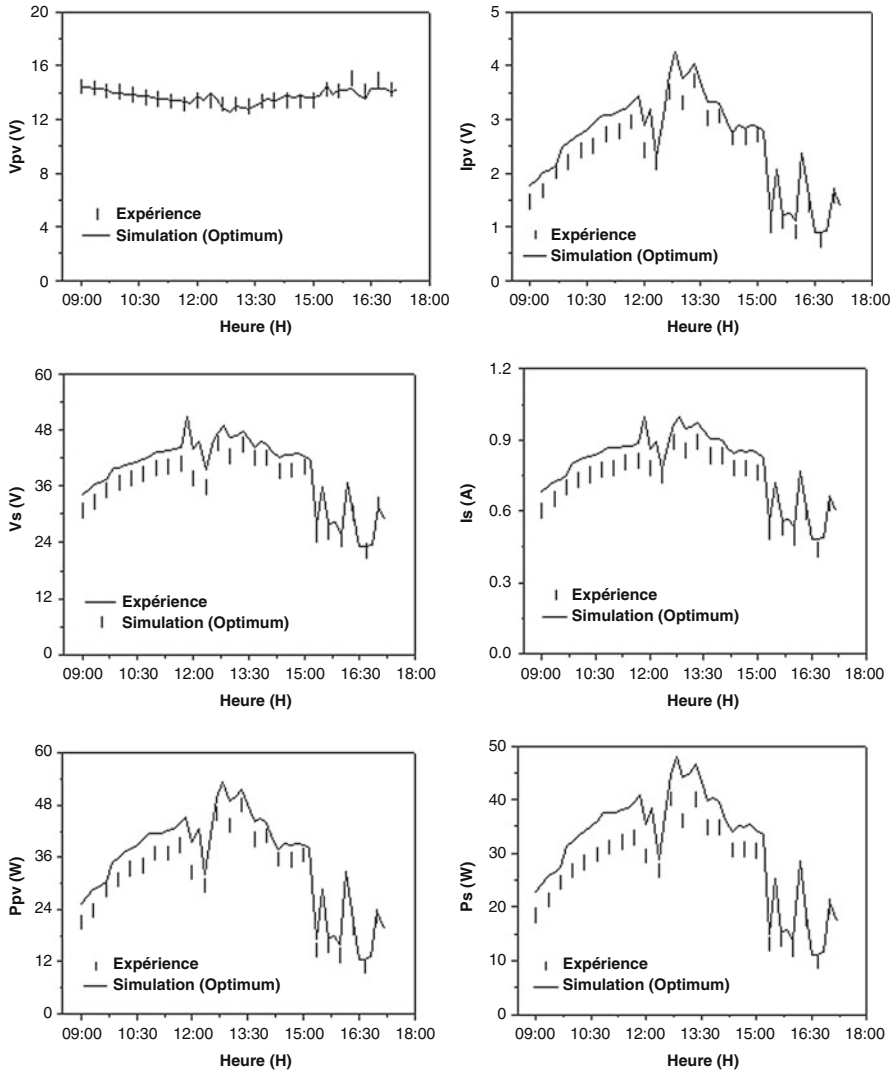 20
16
12
8
4
0
Vpv (V)
Expérience
Simulation (Optimum)
09:00 10:30 12:00 13:30 15:00 16:30 18:00
Heure (H)
5
4
3
2
1
0
Ipv (V)
Expérience
Simulation (Optimum)
09:00 10:30 12:00 13:30 15:00 16:30 18:00
Heure (H)
60
48
36
24
12
0
Vs (V)
Expérience
Simulation (Optimum)
09:00 10:30 12:00 13:30 15:00 16:30 18:00
Heure (H)
1.2
0.9
0.6
0.3
0.0
Is (A)
Expérience
Simulation (Optimum)
09:00 10:30 12:00 13:30 15:00 16:30 18:00
Heure (H)
60
48
36
24
12
0
Ppv (W)
Expérience
Simulation (Optimum)
09:00 10:30 12:00 13:30 15:00 16:30 18:00
Heure (H)
50
40
30
20
10
0
Ps (W)
Expérience
Simulation (Optimum)
09:00 10:30 12:00 13:30 15:00 16:30 18:00
Heure (H)